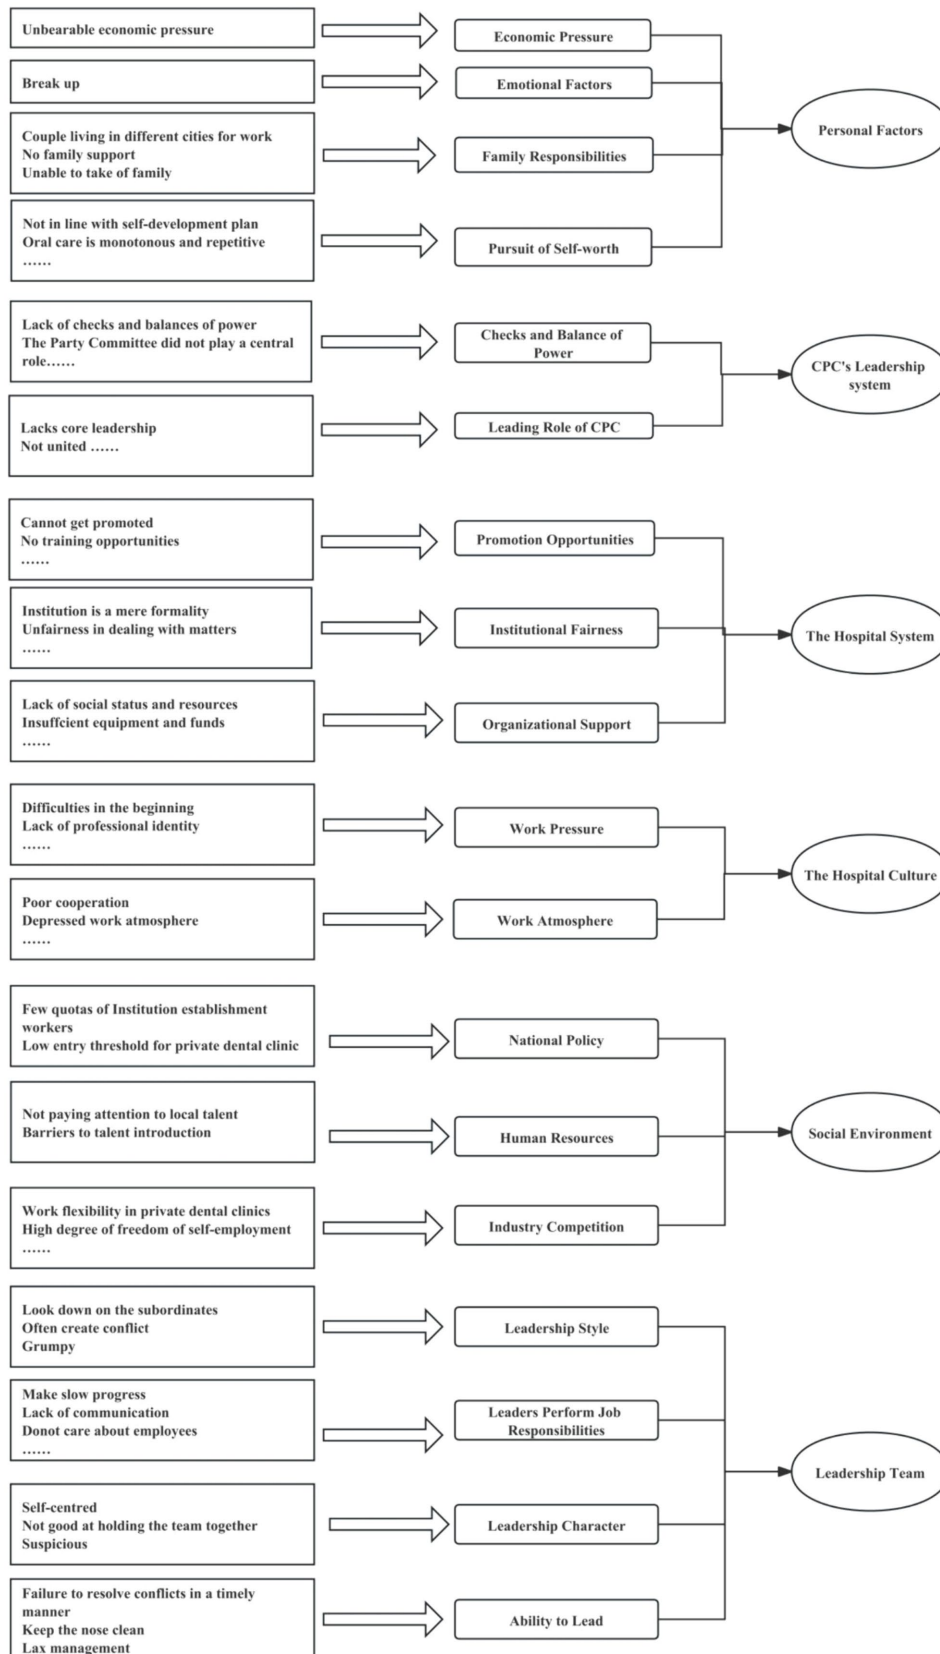 Unbearable economic pressure
Economic Pressure
Break up
Emotional Factors
Couple living in different cities for work
No family support
Unable to take of family
Family Responsibilities
Not in line with self-development plan
Oral care is monotonous and repetitive
......
Pursuit of Self-worth
Personal Factors
Lack of checks and balances of power
The Party Committee did not play a central
role......
Checks and Balance of
Power
Lacks core leadership
Not united ......
Leading Role of CPC
CPC's Leadership
system
Cannot get promoted
No training opportunities
......
Promotion Opportunities
Institution is a mere formality
Unfairness in dealing with matters
......
Institutional Fairness
Lack of social status and resources
Insuffcient equipment and funds
......
Organizational Support
The Hospital System
Difficulties in the beginning
Lack of professional identity
......
Work Pressure
Poor cooperation
Depressed work atmosphere
......
Work Atmosphere
The Hospital Culture
Few quotas of Institution establishment
workers
Low entry threshold for private dental clinic
National Policy
Not paying attention to local talent
Barriers to talent introduction
Human Resources
Work flexibility in private dental clinics
High degree of freedom of self-employment
......
Industry Competition
Social Environment
Look down on the subordinates
Often create conflict
Grumpy
Leadership Style
Make slow progress
Lack of communication
Donot care about employees
......
Leaders Perform Job
Responsibilities
Self-centred
Not good at holding the team together
Suspicious
Leadership Character
Failure to resolve conflicts in a timely
manner
Keep the nose clean
Lax management
Ability to Lead
Leadership Team